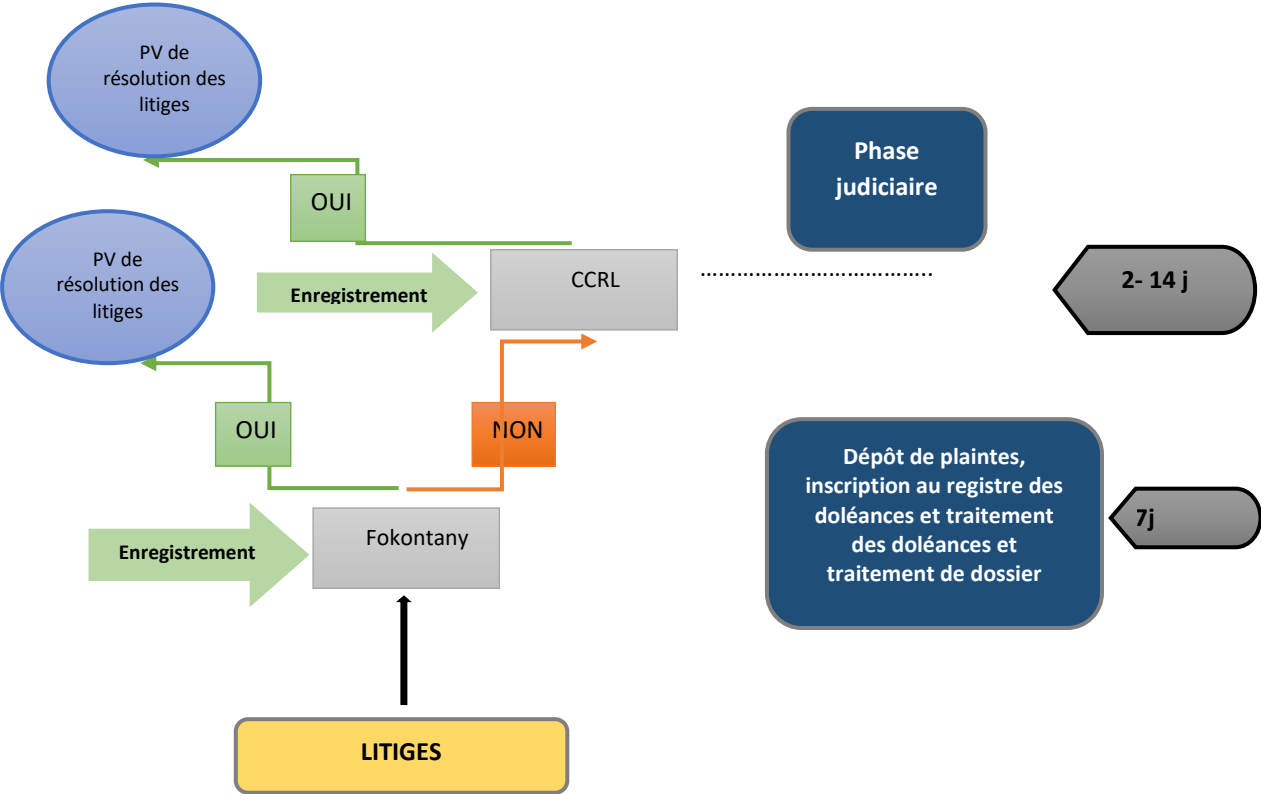 PV de
résolution des
litiges
OUI
Phase
judiciaire
PV de
résolution des
litiges
Enregistrement
CCRL
…………………………………..
2- 14 j
OUI
NON
Dépôt de plaintes,
inscription au registre des
doléances et traitement
des doléances et
traitement de dossier
7j
Enregistrement
Fokontany
LITIGES